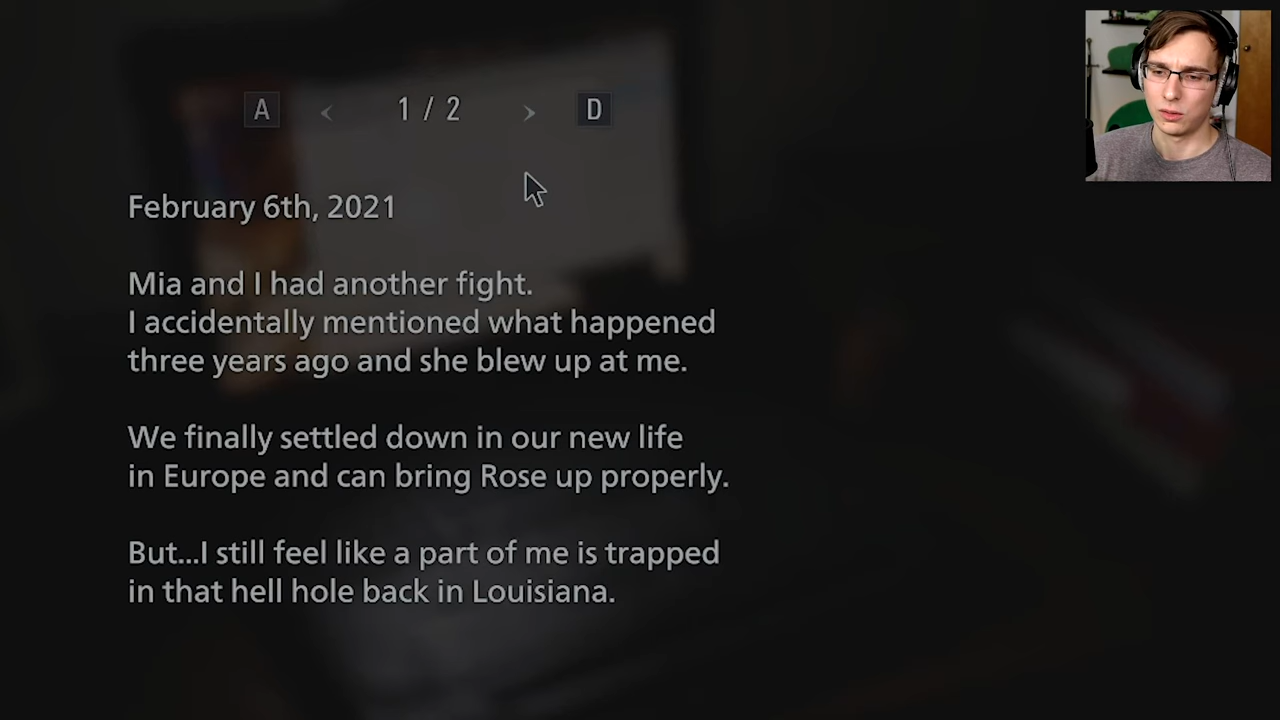 A < 1 / 2 > D
February 6th, 2021
Mia and I had another fight.
I accidentally mentioned what happened
three years ago and she blew up at me.
We finally settled down in our new life
in Europe and can bring Rose up properly.
But...I still feel like a part of me is trapped
in that hell hole back in Louisiana.